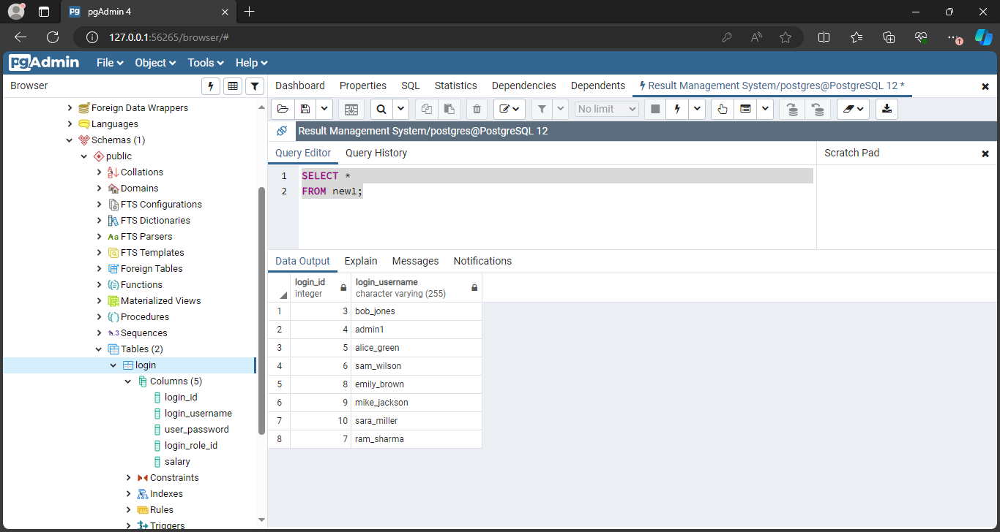 pgAdmin 4
127.0.0.1:56265/browser/#
pgAdmin File Object Tools Help
Browser
Dashboard Properties SQL Statistics Dependencies Dependents Result Management System/postgres@PostgreSQL 12 *
No limit
Result Management System/postgres@PostgreSQL 12
Foreign Data Wrappers
Languages
Schemas (1)
public
Collations
Domains
FTS Configurations
FTS Dictionaries
Aa FTS Parsers
FTS Templates
Foreign Tables
Functions
Materialized Views
Procedures
1..3 Sequences
Tables (2)
login
Columns (5)
login_id
login_username
user_password
login_role_id
salary
Constraints
Indexes
Rules
Triggers
Query Editor Query History
Scratch Pad
1 SELECT *
2 FROM new1;
Data Output Explain Messages Notifications
login_id
integer
login_username
character varying (255)
1 3 bob_jones
2 4 admin1
3 5 alice_green
4 6 sam_wilson
5 8 emily_brown
6 9 mike_jackson
7 10 sara_miller
8 7 ram_sharma